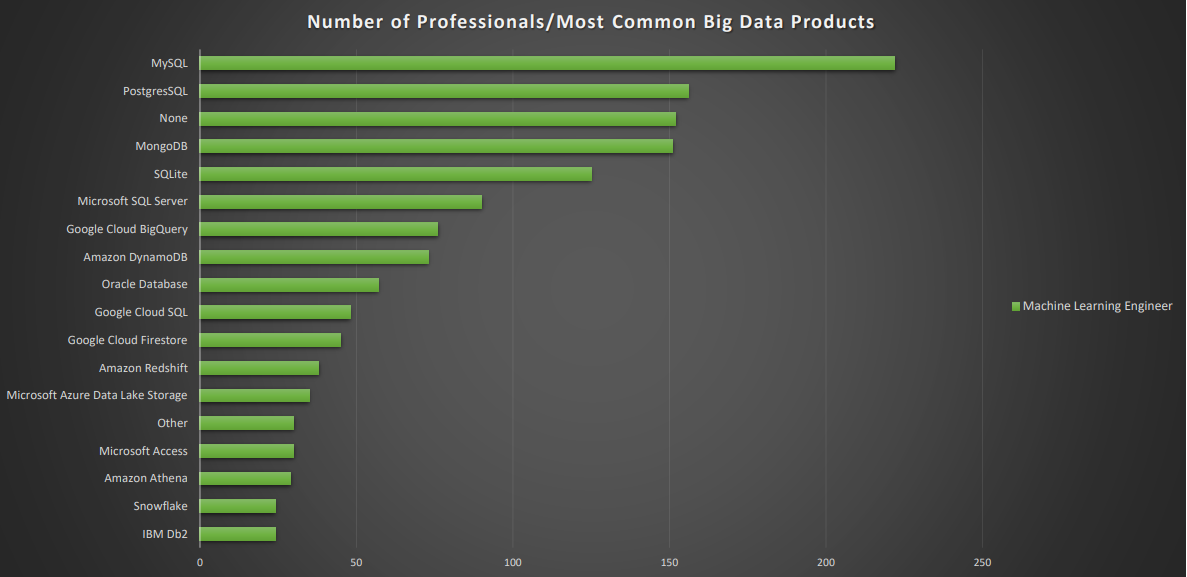 Number of Professionals/Most Common Big Data Products
MySQL
PostgresSQL
None
MongoDB
SQLite
Microsoft SQL Server
Google Cloud BigQuery
Amazon DynamoDB
Oracle Database
Google Cloud SQL
Google Cloud Firestore
Amazon Redshift
Microsoft Azure Data Lake Storage
Other
Microsoft Access
Amazon Athena
Snowflake
IBM Db2
0 50 100 150 200 250
Machine Learning Engineer